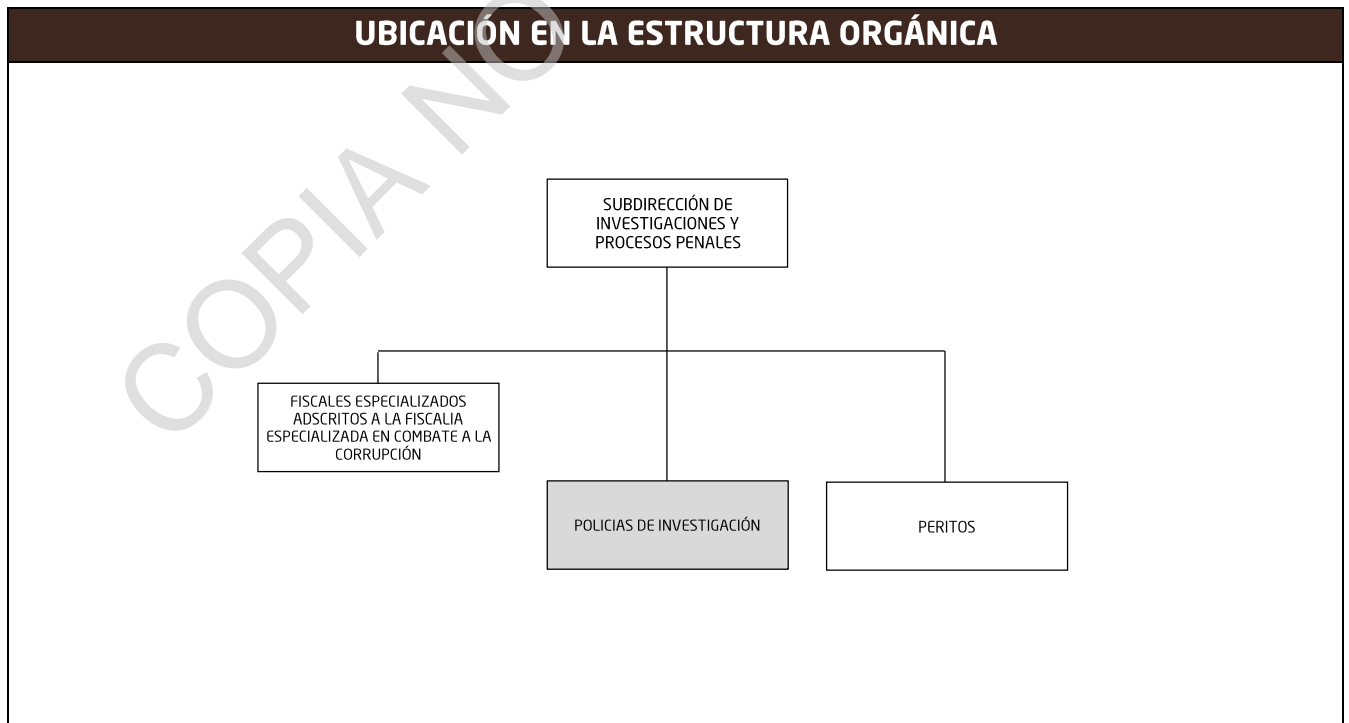 UBICACIÓN EN LA ESTRUCTURA ORGÁNICA
COPIA NO
SUBDIRECCIÓN DE
INVESTIGACIONES Y
PROCESOS PENALES
FISCALES ESPECIALIZADOS
ADSCRITOS A LA FISCALIA
ESPECIALIZADA EN COMBATE A LA
CORRUPCIÓN
POLICIAS DE INVESTIGACIÓN
PERITOS